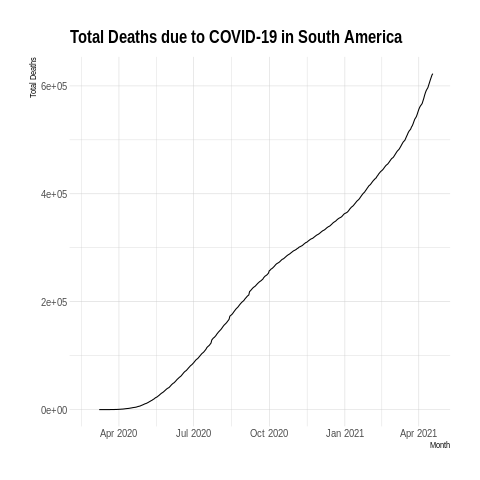 Total Deaths due to COVID-19 in South America
Total Deaths
6e+05
4e+05
2e+05
0e+00
Apr 2020 Jul 2020 Oct 2020 Jan 2021 Apr 2021
Month